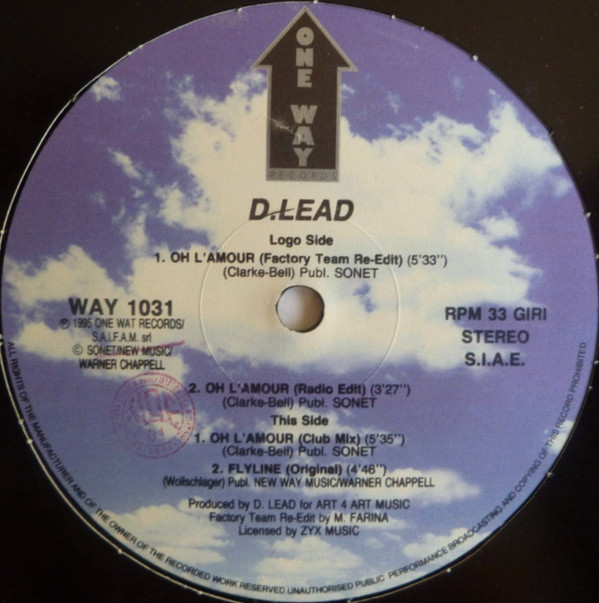 ONE WAY
RECORDS
D.LEAD
Logo Side
1. OH L'AMOUR (Factory Team Re-Edit) (5'33")
(Clarke-Bell) Publ. SONET
WAY 1031
℗ 1995 ONE WAT RECORDS/
S.A.I.F.A.M. srl
© SONET/NEW MUSIC/
WARNER CHAPPELL
RPM 33 GIRI
STEREO
S.I.A.E.
2. OH L'AMOUR (Radio Edit) (3'27")
(Clarke-Bell) Publ. SONET
This Side
1. OH L'AMOUR (Club Mix) (5'35")
(Clarke-Bell) Publ. SONET
2. FLYLINE (Original) (4'46")
(Wollschlager) Publ. NEW WAY MUSIC/WARNER CHAPPELL
Produced by D. LEAD for ART 4 ART MUSIC
Factory Team Re-Edit by M. FARINA
Licensed by ZYX MUSIC
ALL RIGHTS OF THE MANUFACTURER AND OF THE OWNER OF THE RECORDED WORK RESERVED UNAUTHORISED PUBLIC PERFORMANCE BROADCASTING AND COPYING OF THIS RECORD PROHIBITED